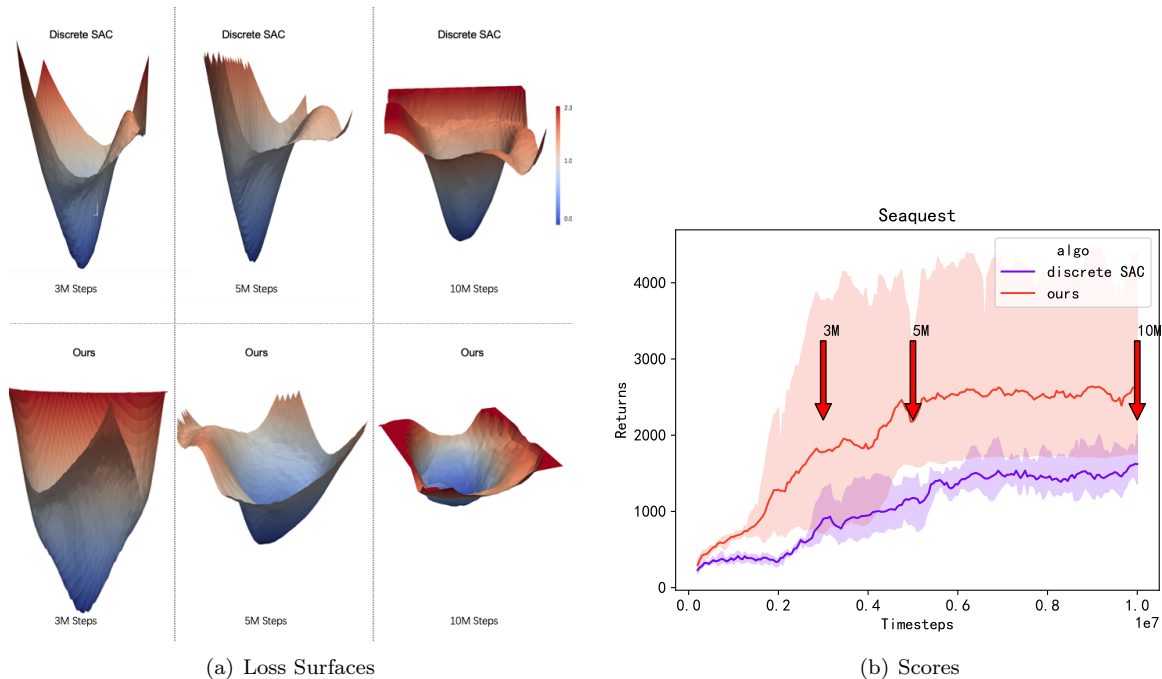 Discrete SAC
Discrete SAC
Discrete SAC
2.3
1.0
0.0
3M Steps
5M Steps
10M Steps
Ours
Ours
Ours
3M Steps
5M Steps
10M Steps
(a) Loss Surfaces
Seaquest
algo
discrete SAC
ours
3M
5M
10M
Returns
4000
3000
2000
1000
0
0.0
0.2
0.4
0.6
0.8
1.0
1e7
Timesteps
(b) Scores